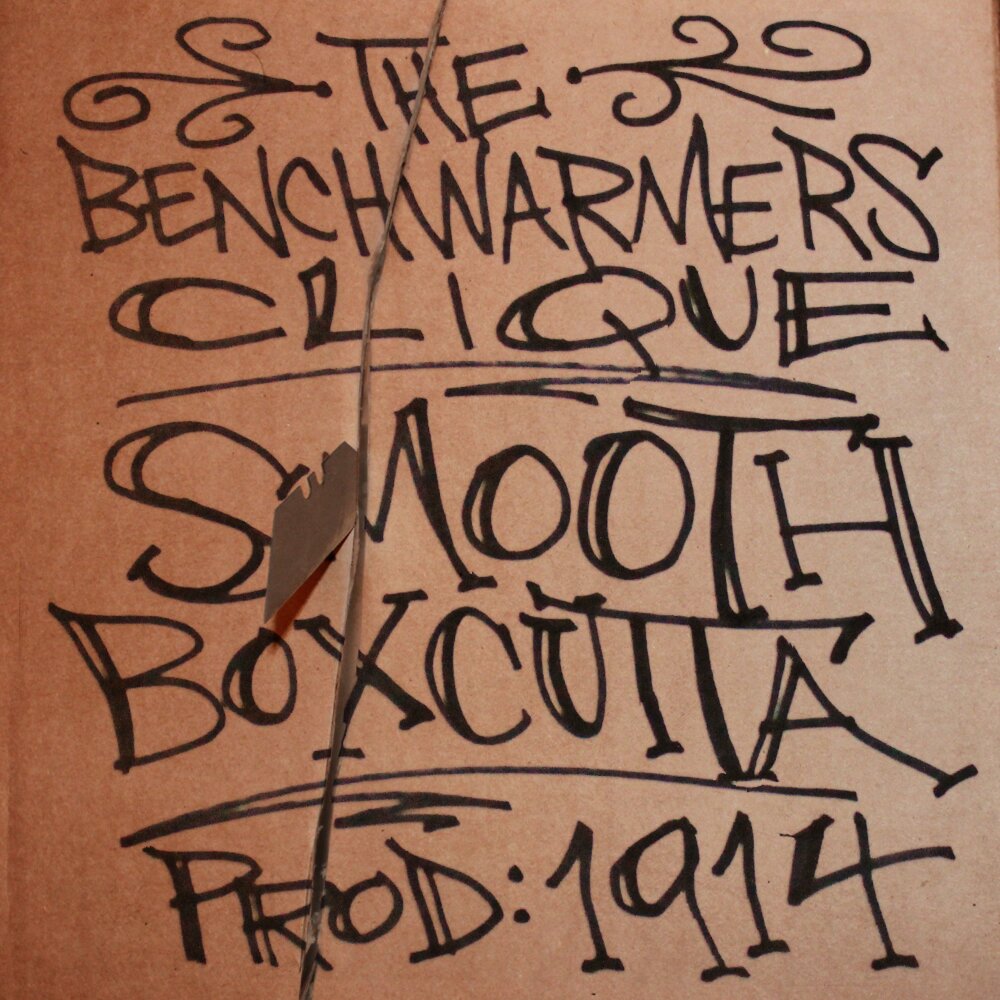 THE
BENCHWARMERS
CLIQUE
SMOOTH
BOXCUTTA
PROD: 1914